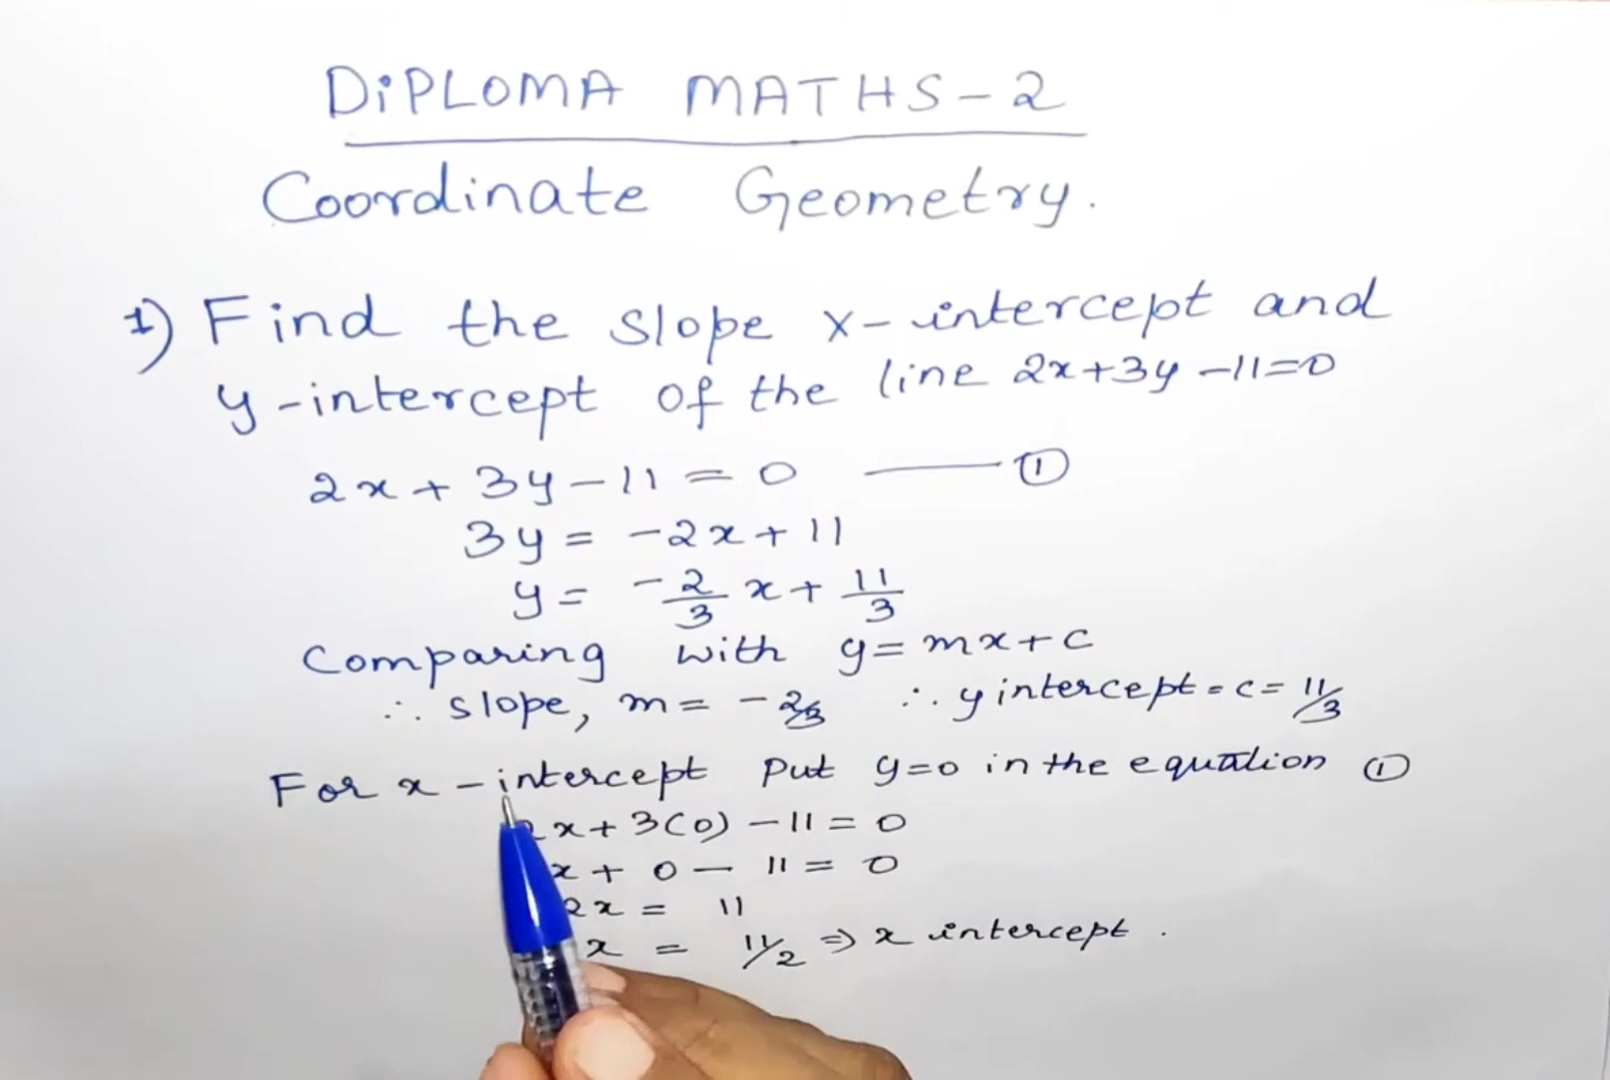 DiPLOMA MATHS-2
Coordinate Geometry.
1) Find the slope x-intercept and
y-intercept of the line 2x+3y-11=0
2x+3y-11=0 —— ①
3y = -2x+11
y = -2/3 x + 11/3
Comparing with y=mx+c
∴ slope, m = -2/3 ∴ y intercept = c = 11/3
For x-intercept put y=0 in the equation ①
2x+3(0)-11=0
x + 0 - 11 = 0
2x = 11
x = 11/2 ⇒ x intercept.